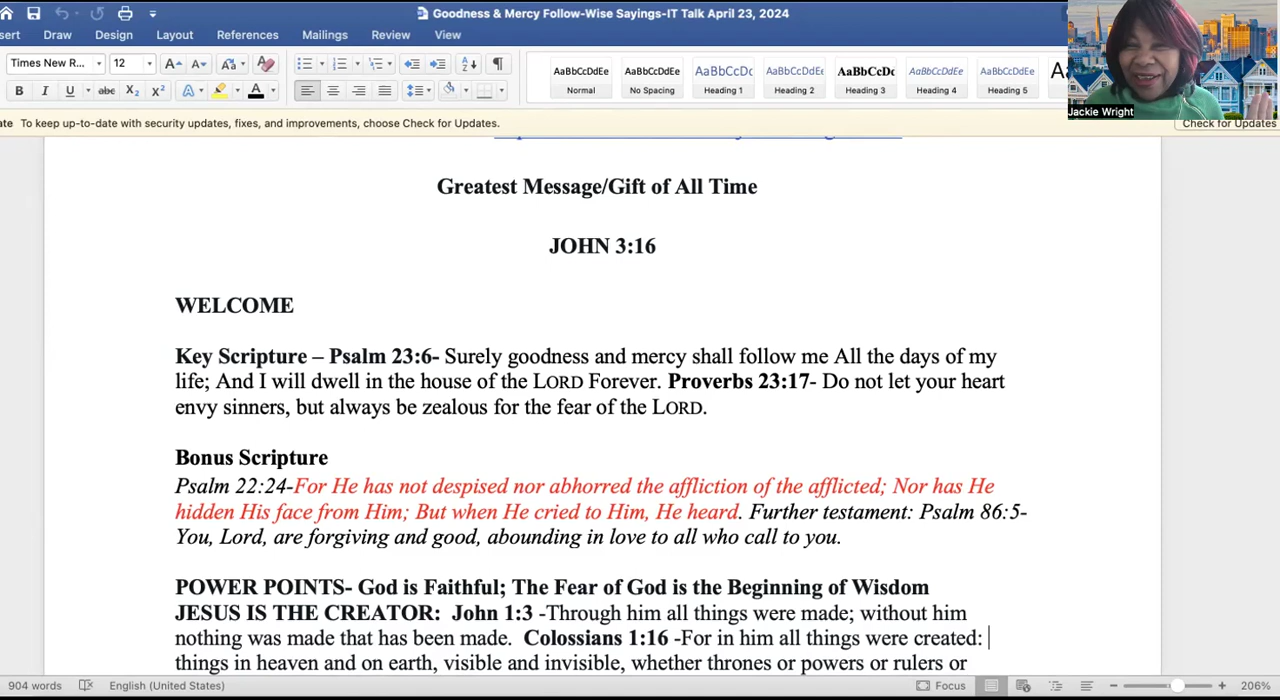 Goodness & Mercy Follow-Wise Sayings-IT Talk April 23, 2024
sert Draw Design Layout References Mailings Review View
Times New R... 12
AaBbCcDdEe AaBbCcDdEe AaBbCcDc AaBbCcDdEe AaBbCcDc AaBbCcDdEe AaBbCcDdEe
Normal No Spacing Heading 1 Heading 2 Heading 3 Heading 4 Heading 5
Jackie Wright
ate To keep up-to-date with security updates, fixes, and improvements, choose Check for Updates. Check for Updates
Greatest Message/Gift of All Time
JOHN 3:16
WELCOME
Key Scripture – Psalm 23:6- Surely goodness and mercy shall follow me All the days of my
life; And I will dwell in the house of the LORD Forever. Proverbs 23:17- Do not let your heart
envy sinners, but always be zealous for the fear of the LORD.
Bonus Scripture
Psalm 22:24-For He has not despised nor abhorred the affliction of the afflicted; Nor has He
hidden His face from Him; But when He cried to Him, He heard. Further testament: Psalm 86:5-
You, Lord, are forgiving and good, abounding in love to all who call to you.
POWER POINTS- God is Faithful; The Fear of God is the Beginning of Wisdom
JESUS IS THE CREATOR: John 1:3 -Through him all things were made; without him
nothing was made that has been made. Colossians 1:16 -For in him all things were created:
things in heaven and on earth, visible and invisible, whether thrones or powers or rulers or
904 words English (United States) Focus 206%